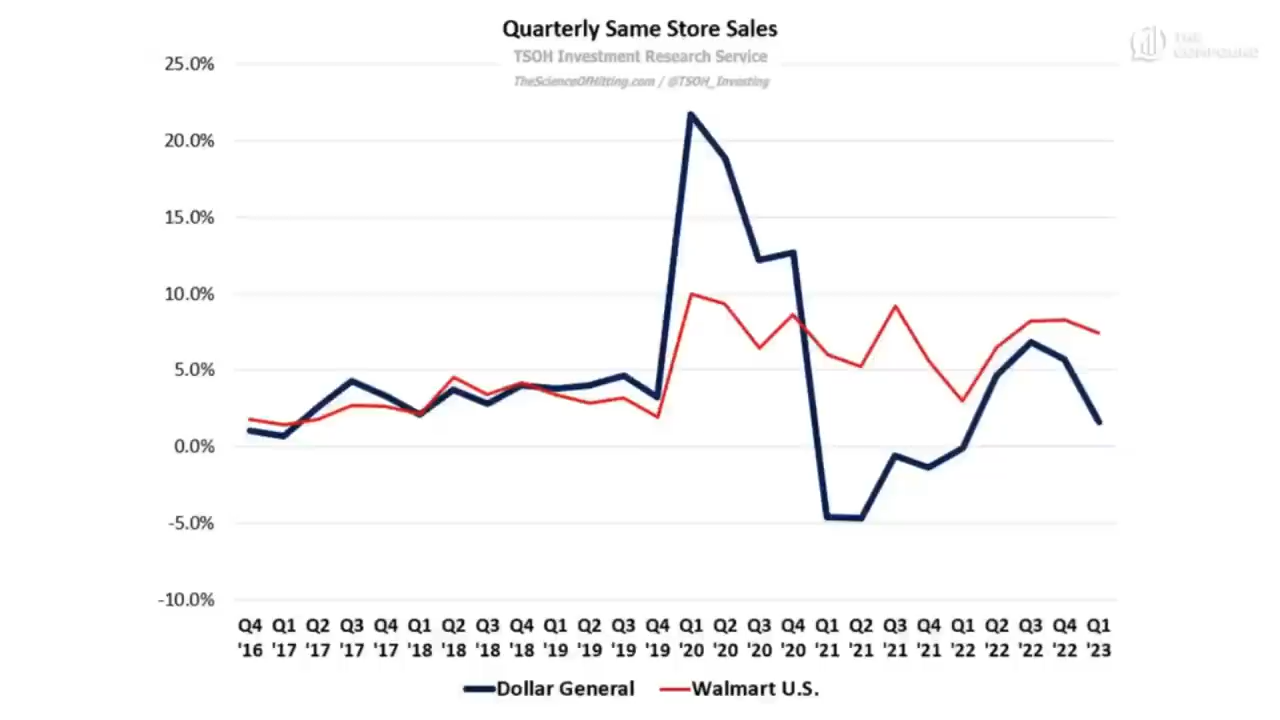 Quarterly Same Store Sales
TSOH Investment Research Service
TheScienceOfHitting.com / @TSOH_Investing
THE
COMPOUND
25.0%
20.0%
15.0%
10.0%
5.0%
0.0%
-5.0%
-10.0%
Q4 Q1 Q2 Q3 Q4 Q1 Q2 Q3 Q4 Q1 Q2 Q3 Q4 Q1 Q2 Q3 Q4 Q1 Q2 Q3 Q4 Q1 Q2 Q3 Q4 Q1
'16 '17 '17 '17 '17 '18 '18 '18 '18 '19 '19 '19 '19 '20 '20 '20 '20 '21 '21 '21 '21 '22 '22 '22 '22 '23
Dollar General Walmart U.S.